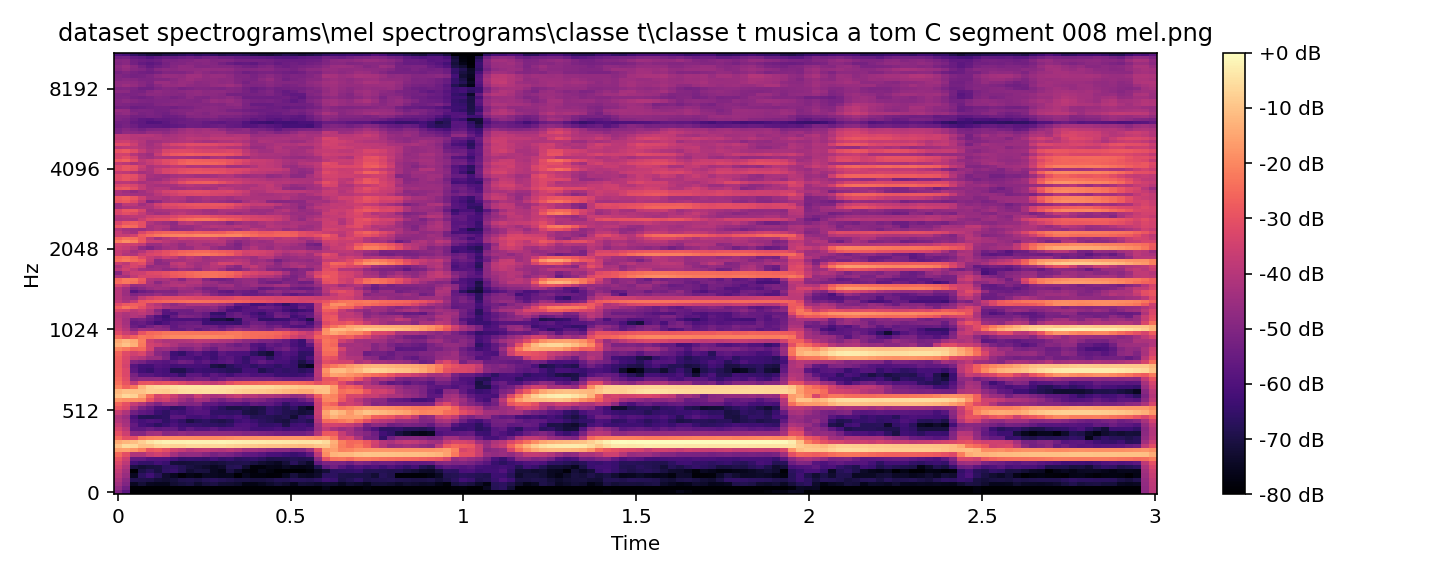 dataset spectrograms\mel spectrograms\classe t\classe t musica a tom C segment 008 mel.png
+0 dB
8192
-10 dB
4096
-20 dB
-30 dB
2048
-40 dB
Hz
-50 dB
1024
-60 dB
512
-70 dB
0
-80 dB
0
0.5
1
1.5
2
2.5
3
Time